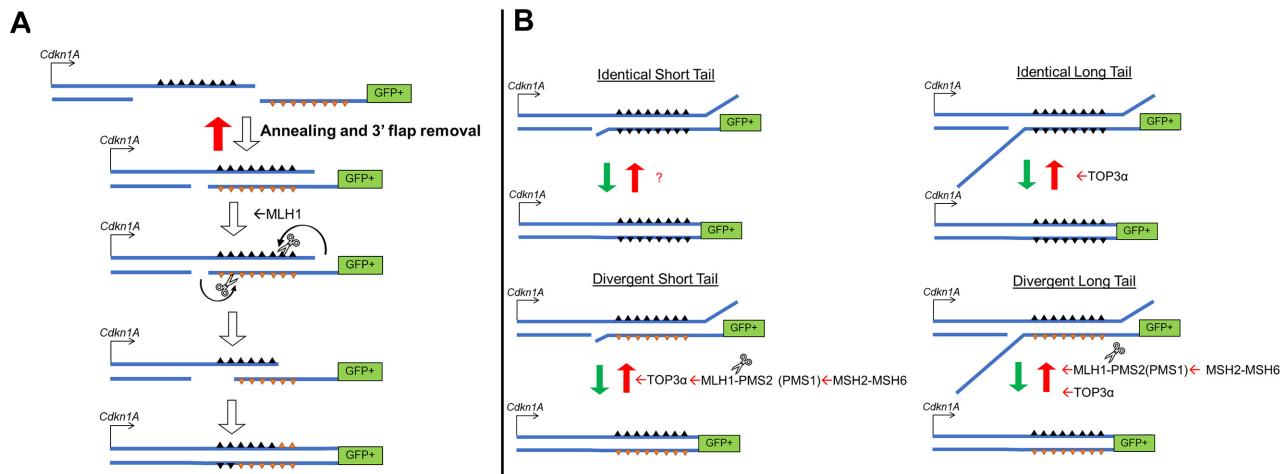 A
Cdkn1A
GFP+
Annealing and 3' flap removal
Cdkn1A
GFP+
←MLH1
Cdkn1A
GFP+
Cdkn1A
GFP+
Cdkn1A
GFP+
B
Identical Short Tail
Cdkn1A
GFP+
?
Cdkn1A
GFP+
Divergent Short Tail
Cdkn1A
GFP+
←TOP3α ←MLH1-PMS2 (PMS1)←MSH2-MSH6
Cdkn1A
GFP+
Identical Long Tail
Cdkn1A
GFP+
←TOP3α
Cdkn1A
GFP+
Divergent Long Tail
Cdkn1A
GFP+
←MLH1-PMS2(PMS1)← MSH2-MSH6
←TOP3α
Cdkn1A
GFP+